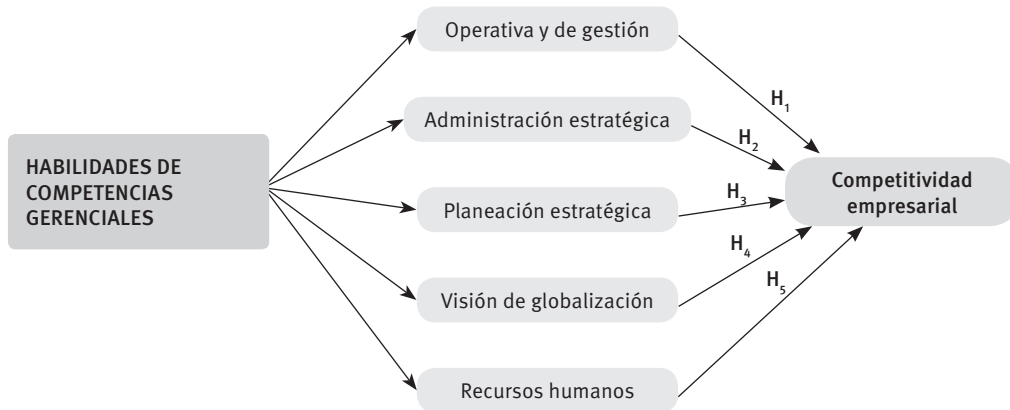 Operativa y de gestión
H₁
Administración estratégica
H₂
HABILIDADES DE
COMPETENCIAS
GERENCIALES
Competitividad
empresarial
Planeación estratégica
H₃
H₄
Visión de globalización
H₅
Recursos humanos